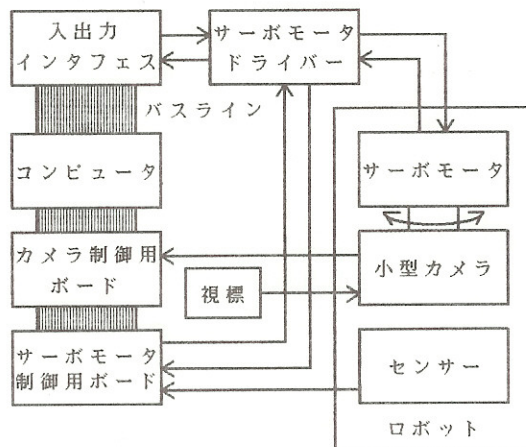 入出力
インタフェス
サーボモータ
ドライバー
バスライン
コンピュータ
サーボモータ
カメラ制御用
ボード
小型カメラ
視標
サーボモータ
制御用ボード
センサー
ロボット